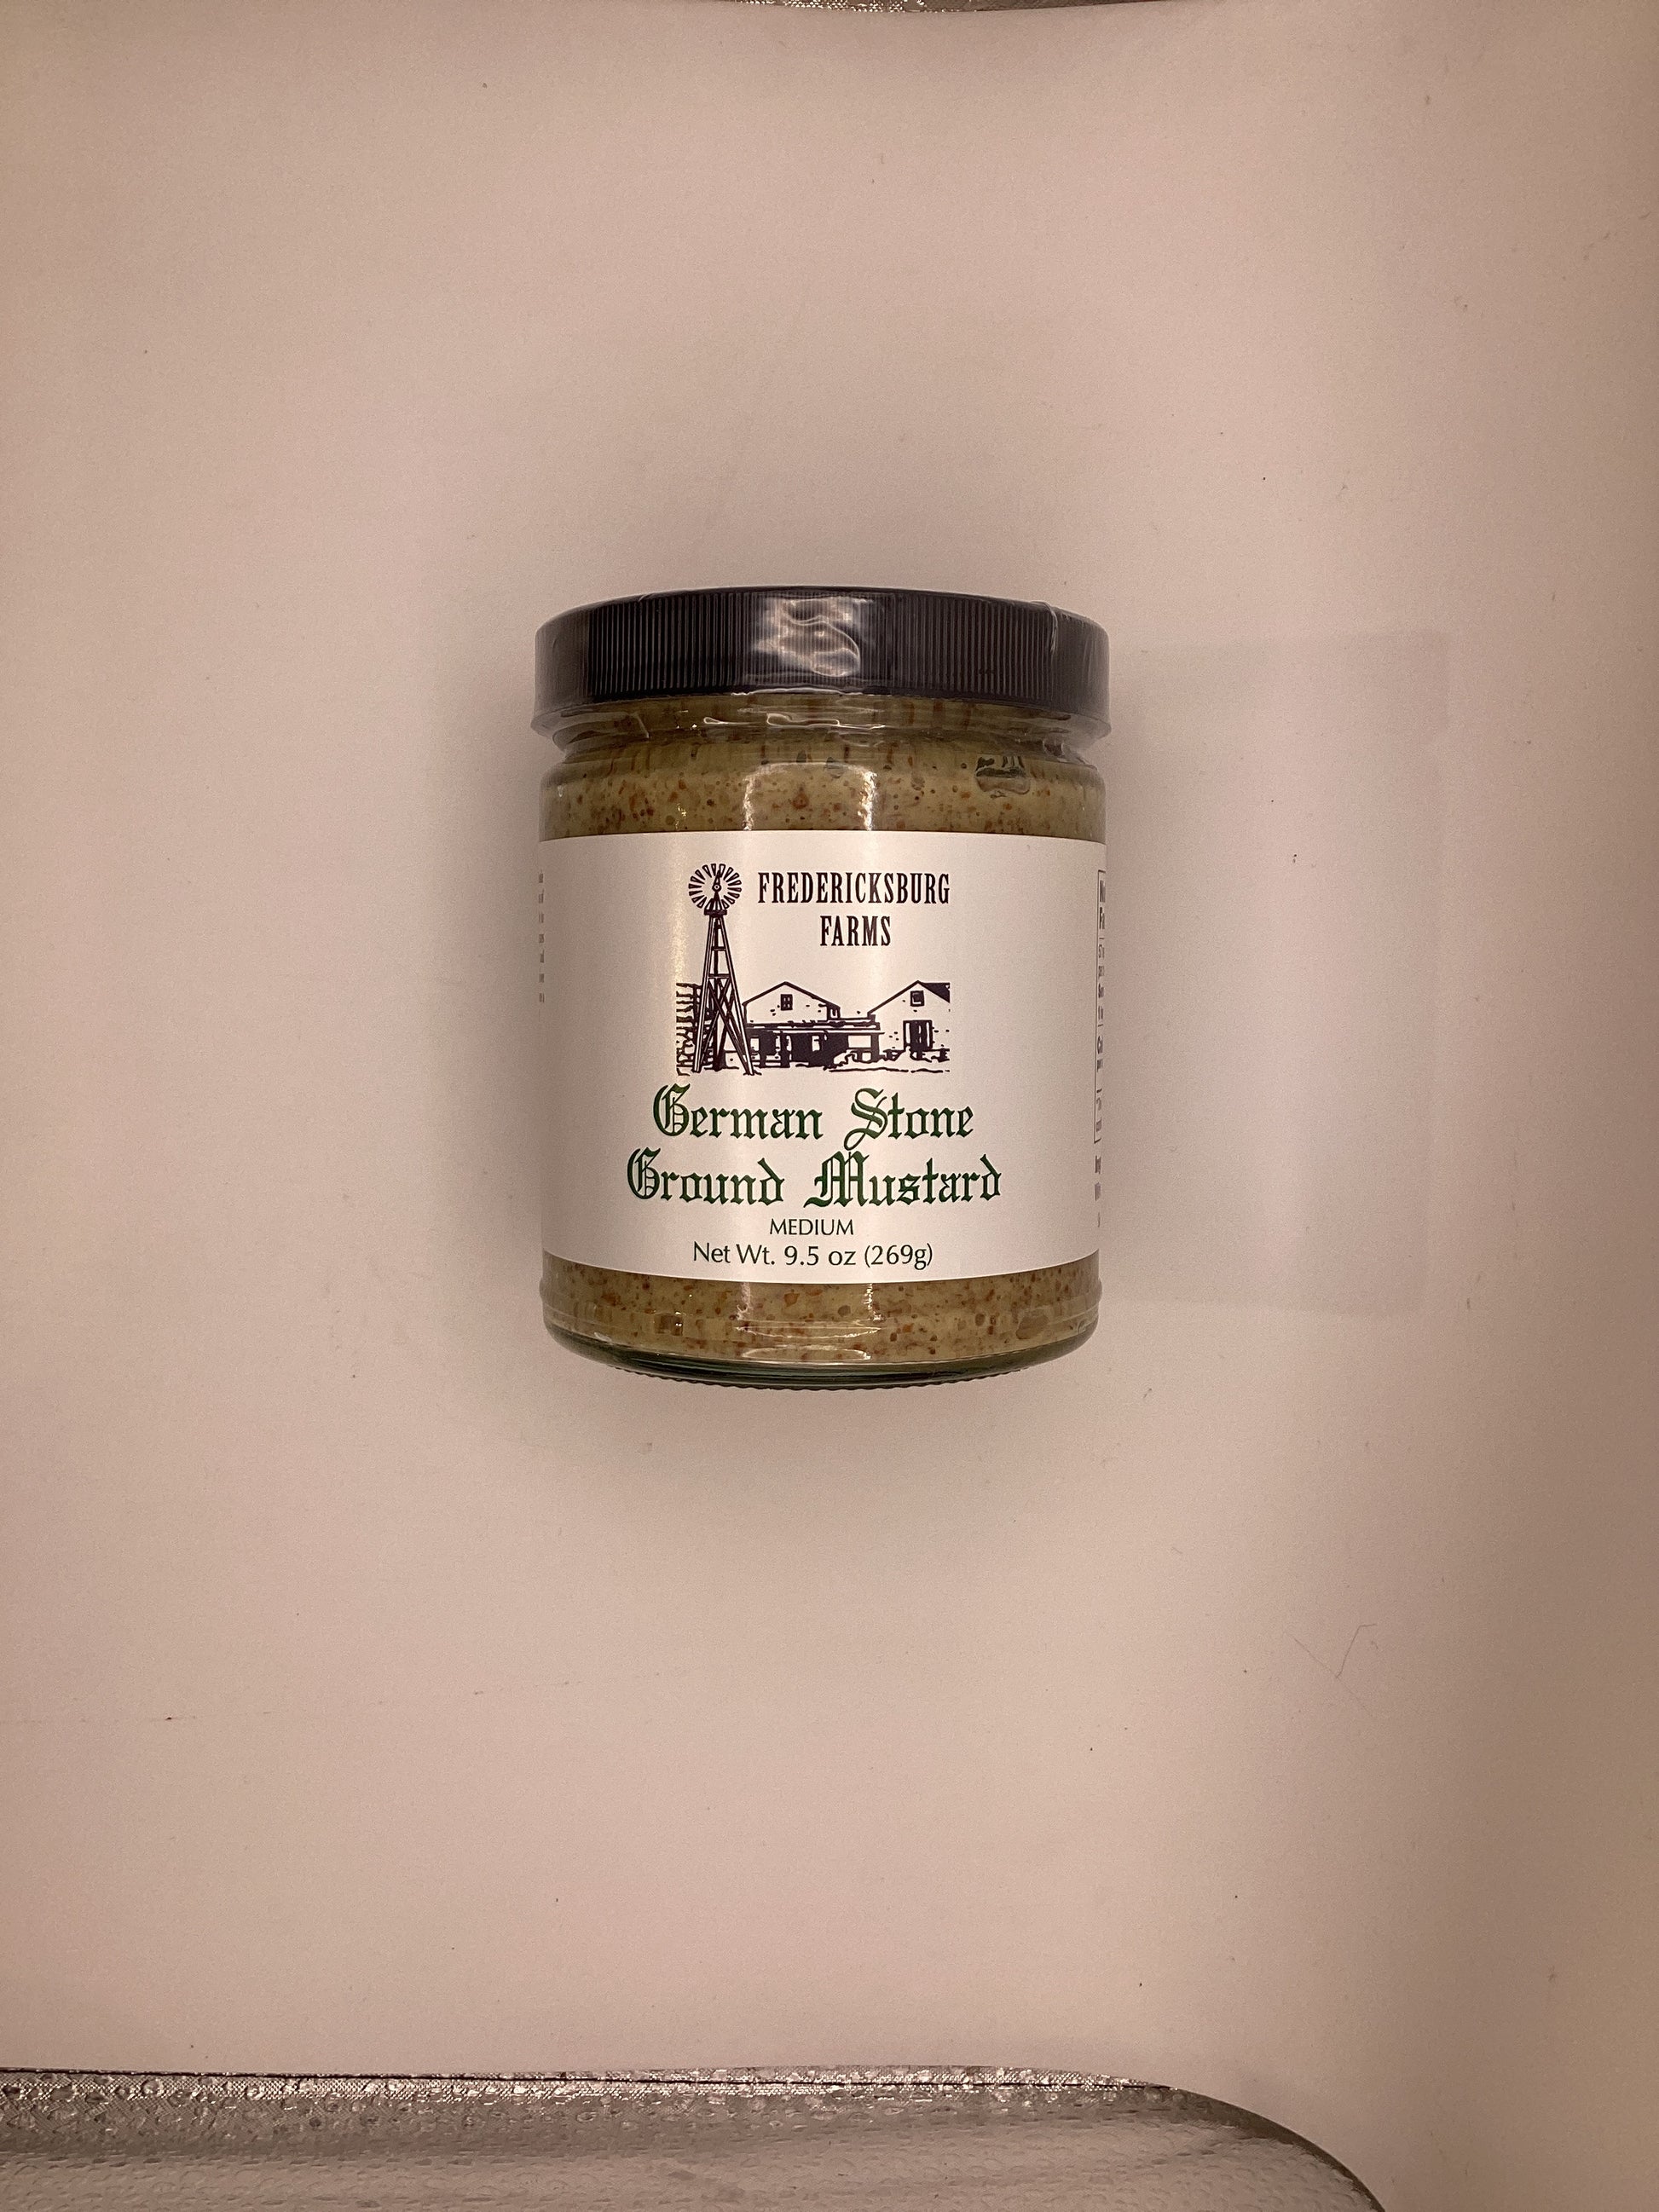 FREDERICKSBURG
FARMS
German Stone
Ground Mustard
MEDIUM
Net Wt. 9.5 oz (269g)